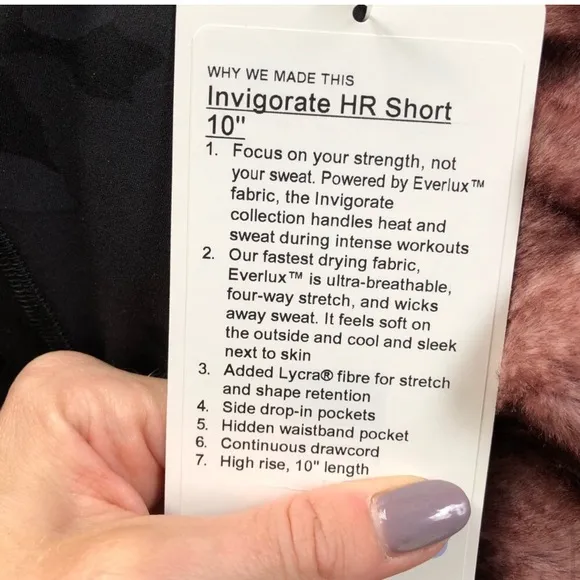 WHY WE MADE THIS
Invigorate HR Short
10"
1. Focus on your strength, not
your sweat. Powered by Everlux™
fabric, the Invigorate
collection handles heat and
sweat during intense workouts
2. Our fastest drying fabric,
Everlux™ is ultra-breathable,
four-way stretch, and wicks
away sweat. It feels soft on
the outside and cool and sleek
next to skin
3. Added Lycra® fibre for stretch
and shape retention
4. Side drop-in pockets
5. Hidden waistband pocket
6. Continuous drawcord
7. High rise, 10" length